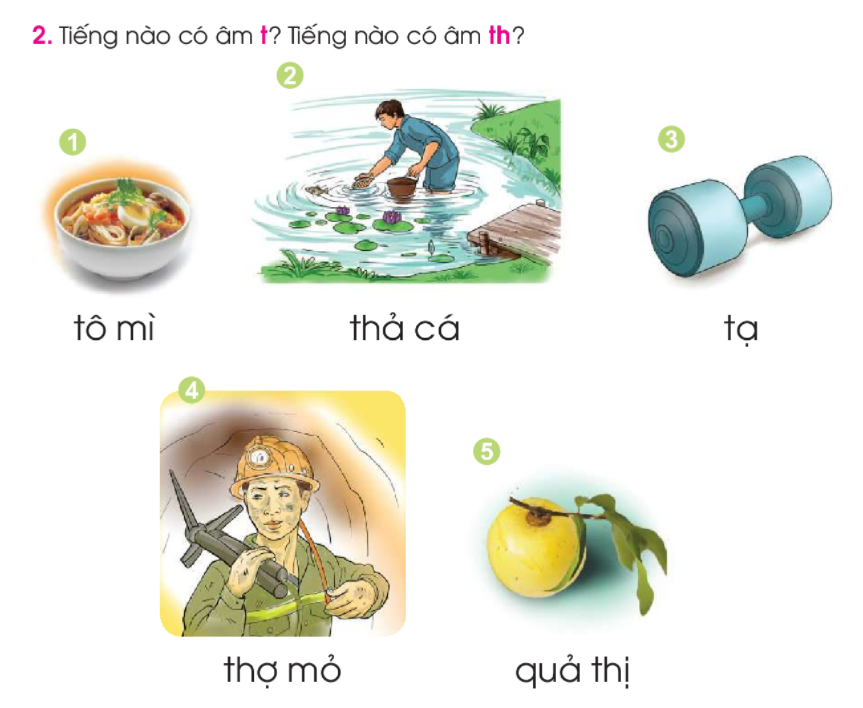 2. Tiếng nào có âm t? Tiếng nào có âm th?
1
tô mì
2
thả cá
3
tạ
4
thợ mỏ
5
quả thị